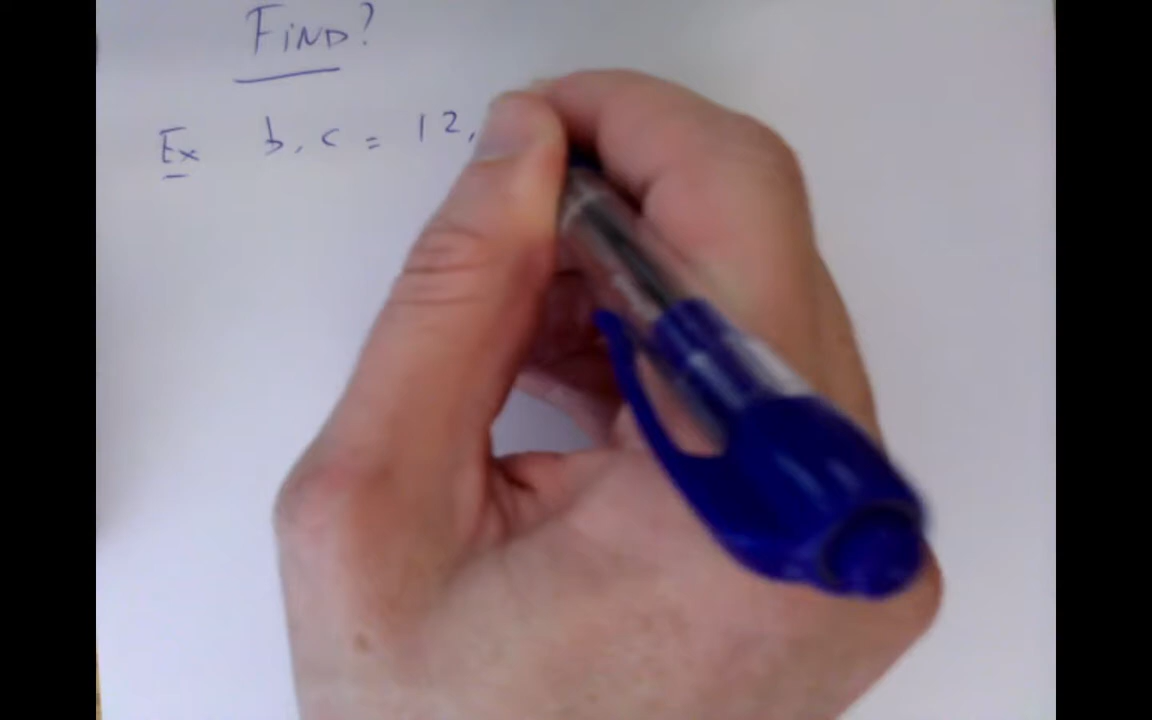 FIND?
Ex b, c = 12,